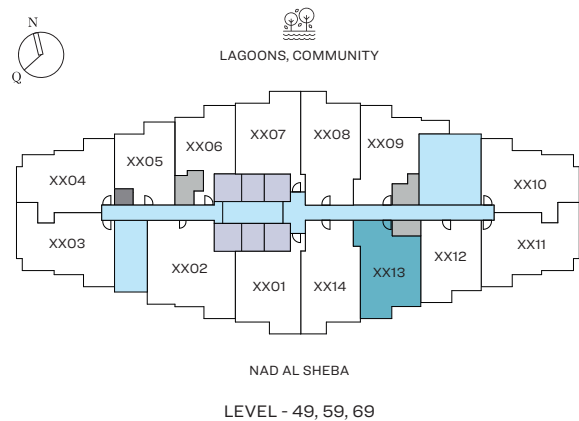 N
Q
LAGOONS, COMMUNITY
XX07 XX08
XX06 XX09
XX05
XX04 XX10
XX03 XX11
XX02 XX12
XX13
XX01 XX14
NAD AL SHEBA
LEVEL - 49, 59, 69